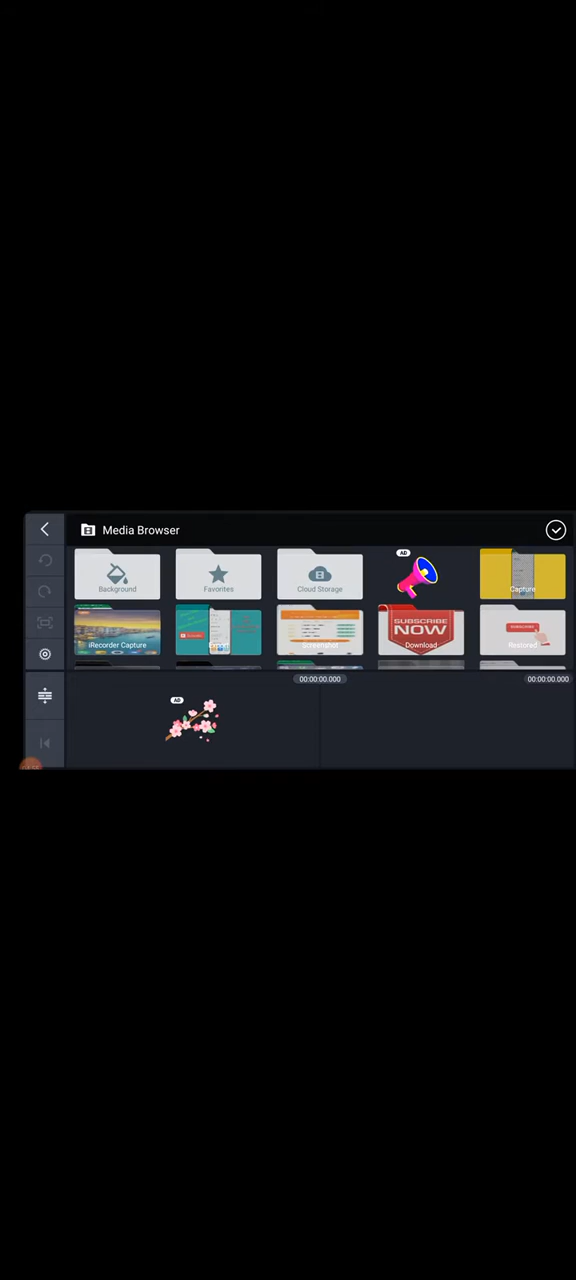 Media Browser
Background
Favorites
Cloud Storage
AD
Capture
iRecorder Capture
Export
Screenshot
SUBSCRIBE
NOW
Download
Restored
00:00:00.000
00:00:00.000
AD